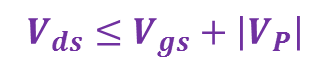 V_ds ≤ V_gs + |V_P|